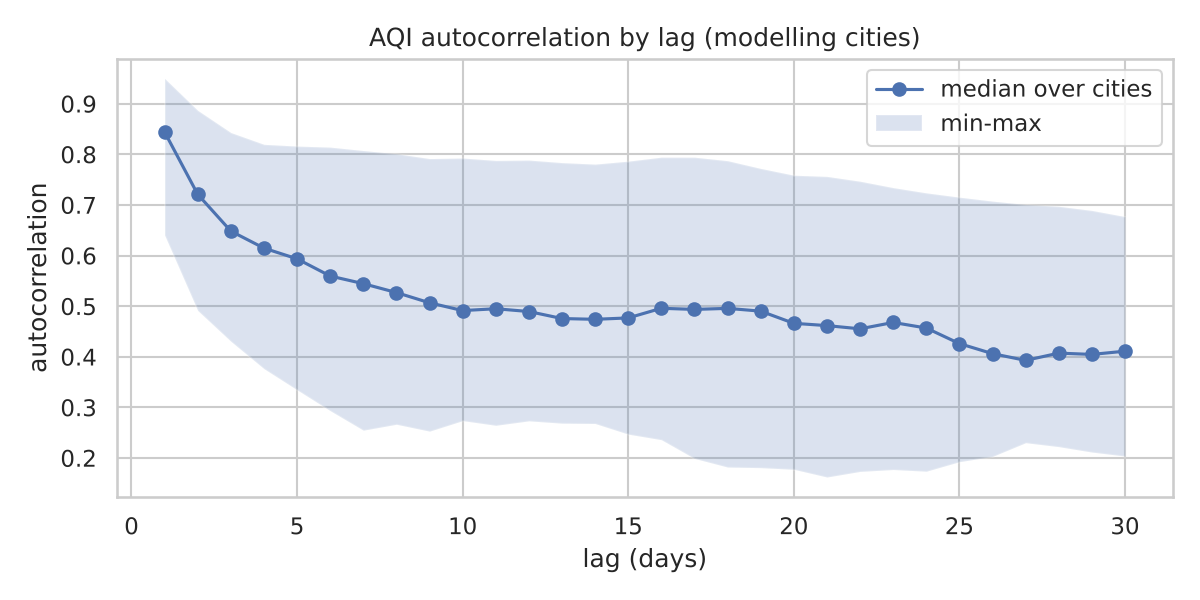 AQI autocorrelation by lag (modelling cities)
median over cities
min-max
autocorrelation
0.9
0.8
0.7
0.6
0.5
0.4
0.3
0.2
0 5 10 15 20 25 30
lag (days)